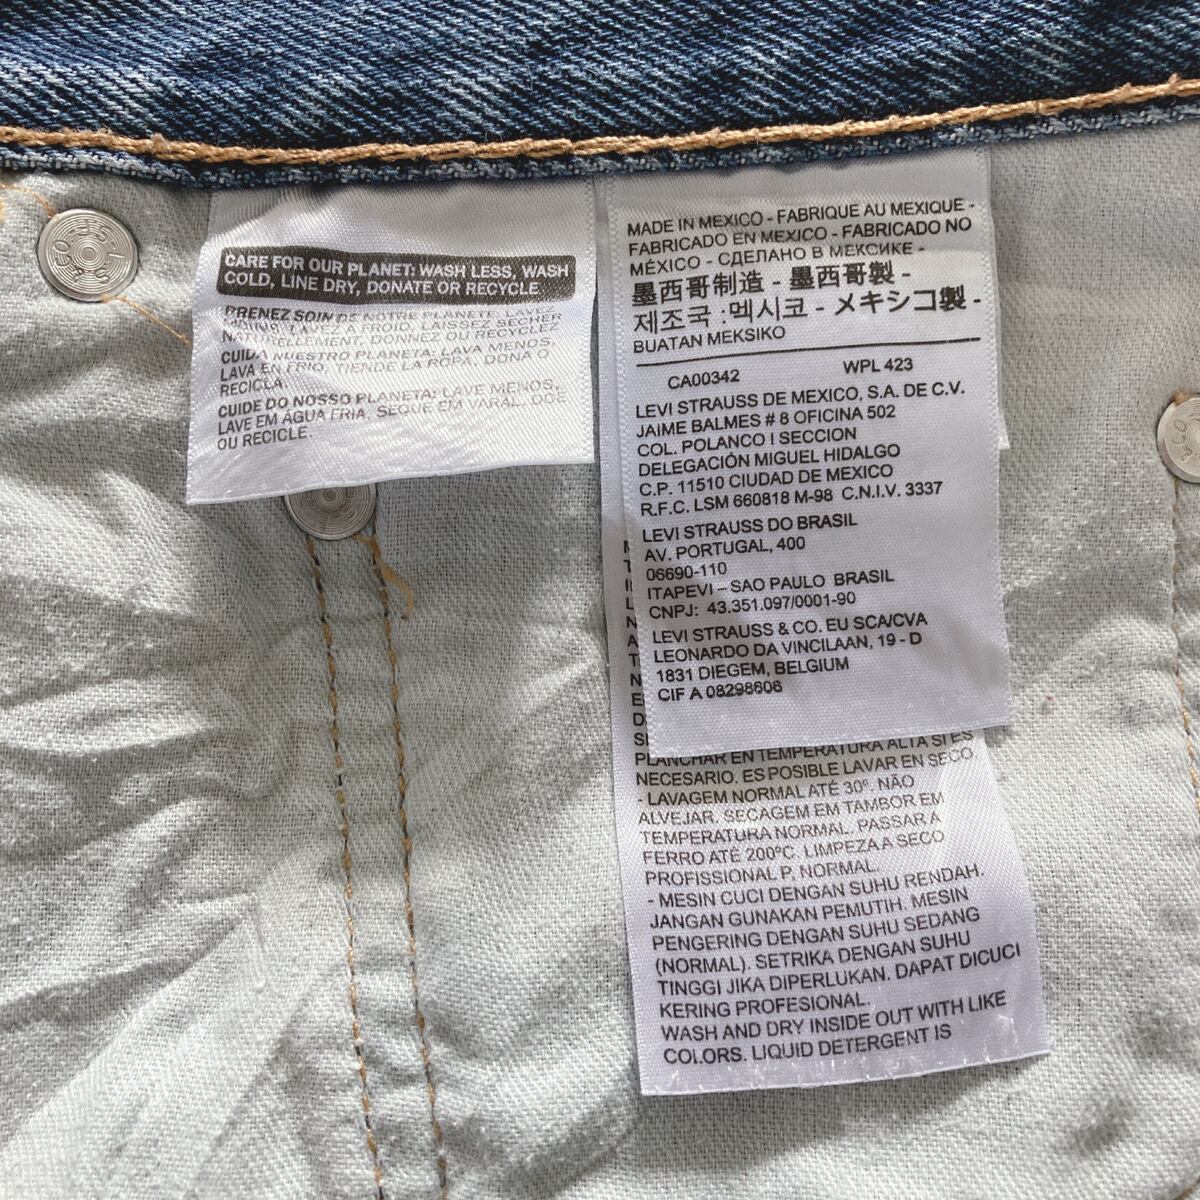 CARE FOR OUR PLANET: WASH LESS, WASH
COLD, LINE DRY, DONATE OR RECYCLE
PRENEZ SOIN DE NOTRE PLANÈTE: LAVE
MOINS, LAVEZ A FROID, LAISSEZ SÉCHER
NATURELLEMENT, DONNEZ OU RECYCLEZ
CUIDA NUESTRO PLANETA: LAVA MENOS,
LAVA EN FRIO, TIENDE LA ROPA, DONA O
RECICLA.
CUIDE DO NOSSO PLANETA: LAVE MENOS,
LAVE EM ÁGUA FRIA, SEQUE EM VARAL. DOE
OU RECICLE.
MADE IN MEXICO - FABRIQUE AU MEXIQUE -
FABRICADO EN MEXICO - FABRICADO NO
MÉXICO - СДЕЛАНО В МЕКСИКЕ -
墨西哥制造 - 墨西哥製 -
제조국 :멕시코 - メキシコ製 -
BUATAN MEKSIKO
CA00342 WPL 423
LEVI STRAUSS DE MEXICO, S.A. DE C.V.
JAIME BALMES # 8 OFICINA 502
COL. POLANCO I SECCION
DELEGACIÓN MIGUEL HIDALGO
C.P. 11510 CIUDAD DE MEXICO
R.F.C. LSM 660818 M-98 C.N.I.V. 3337
LEVI STRAUSS DO BRASIL
AV. PORTUGAL, 400
06690-110
ITAPEVI – SAO PAULO BRASIL
CNPJ: 43.351.097/0001-90
LEVI STRAUSS & CO. EU SCA/CVA
LEONARDO DA VINCILAAN, 19 - D
1831 DIEGEM, BELGIUM
CIF A 08298606
PLANCHAR EN TEMPERATURA ALTA SI ES
NECESARIO. ES POSIBLE LAVAR EN SECO
- LAVAGEM NORMAL ATÉ 30º. NÃO
ALVEJAR. SECAGEM EM TAMBOR EM
TEMPERATURA NORMAL. PASSAR A
FERRO ATÉ 200ºC. LIMPEZA A SECO
PROFISSIONAL P, NORMAL.
- MESIN CUCI DENGAN SUHU RENDAH.
JANGAN GUNAKAN PEMUTIH. MESIN
PENGERING DENGAN SUHU SEDANG
(NORMAL). SETRIKA DENGAN SUHU
TINGGI JIKA DIPERLUKAN. DAPAT DICUCI
KERING PROFESIONAL.
WASH AND DRY INSIDE OUT WITH LIKE
COLORS. LIQUID DETERGENT IS